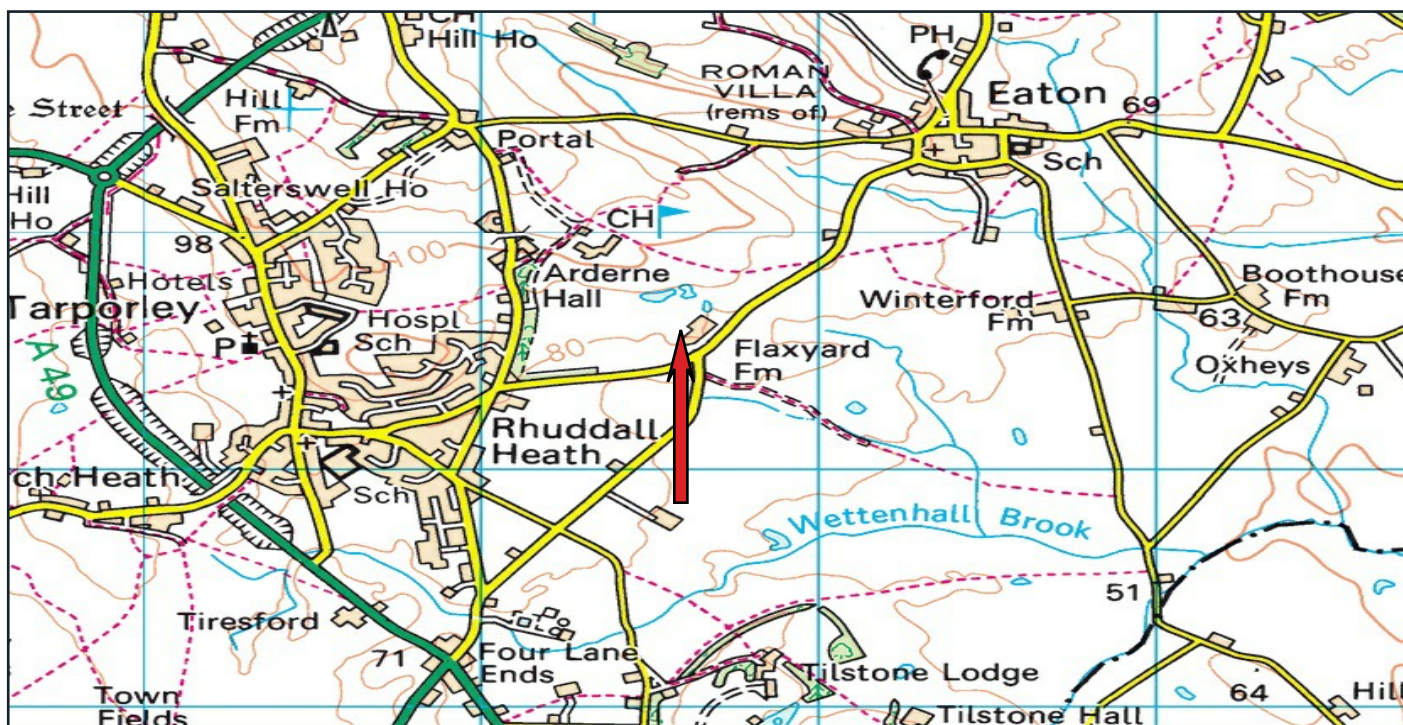 CH
Hill Ho
PH
ROMAN
VILLA
(rems of)
Eaton
69
60
e Street
Hill
Fm
Portal
Sch
Hill
Ho
Salterswell Ho
CH
98
100
Hotels
Arderne
Hall
Boothouse
Fm
Winterford
Fm
63
Tarporley
Hospl
Sch
P
80
Flaxyard
Fm
Oxheys
A 49
Rhuddall
Heath
ch Heath
Sch
Wettenhall Brook
51
Tiresford
71
Four Lane
Ends
Tilstone Lodge
64
Hill
Town
Fields
Tilstone Hall